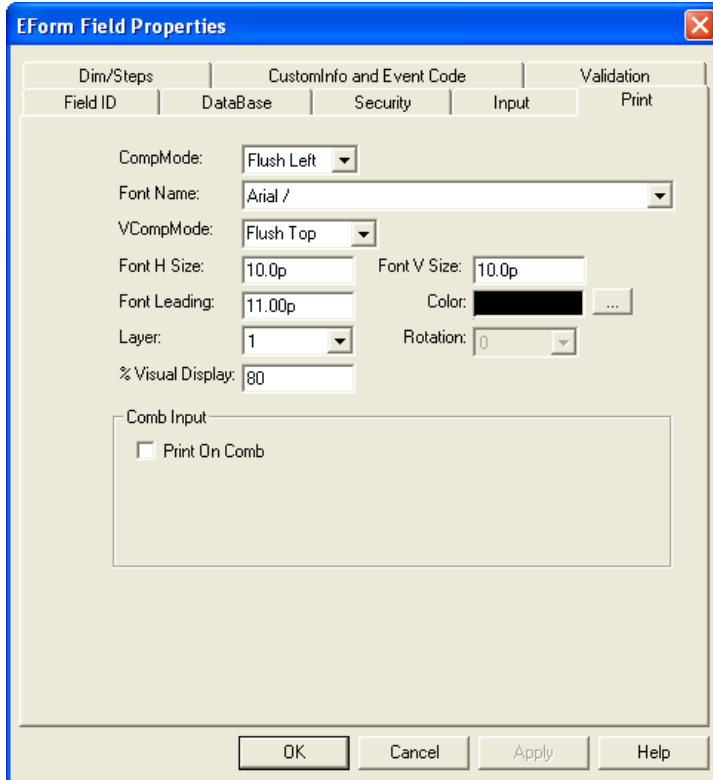 EForm Field Properties
Dim/Steps CustomInfo and Event Code Validation
Field ID DataBase Security Input Print
CompMode: Flush Left
Font Name: Arial /
VCompMode: Flush Top
Font H Size: 10.0p Font V Size: 10.0p
Font Leading: 11.00p Color: ...
Layer: 1 Rotation: 0
% Visual Display: 80
Comb Input
Print On Comb
OK Cancel Apply Help